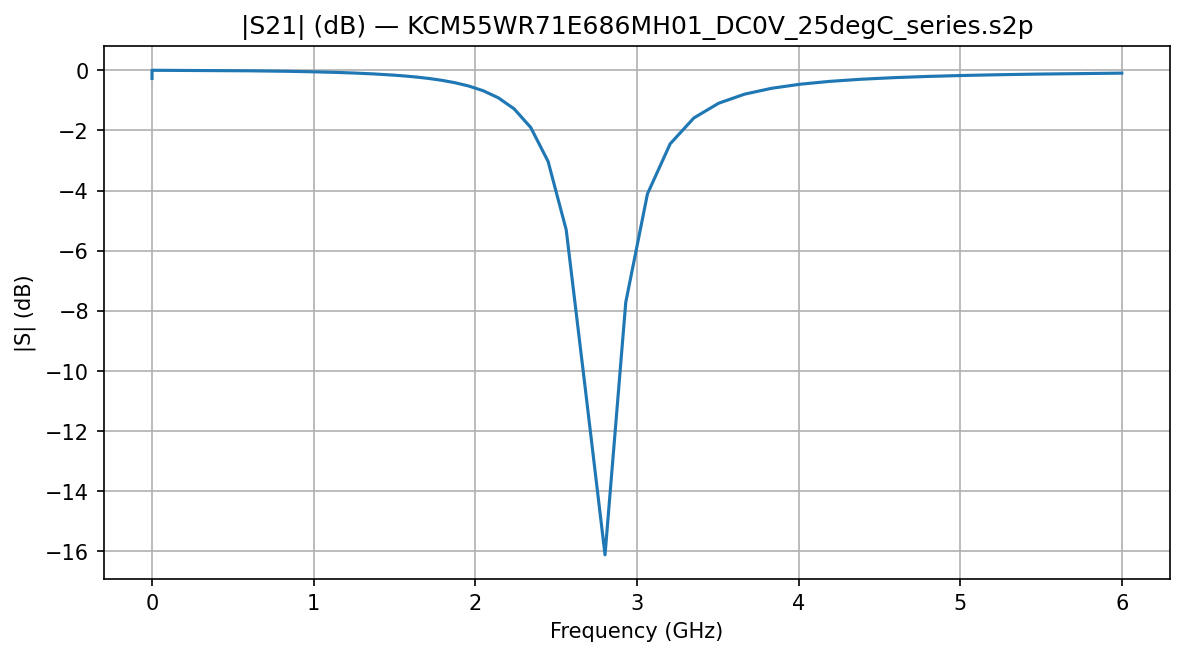 |S21| (dB) — KCM55WR71E686MH01_DC0V_25degC_series.s2p
0
−2
−4
−6
−8
−10
−12
−14
−16
|S| (dB)
0 1 2 3 4 5 6
Frequency (GHz)